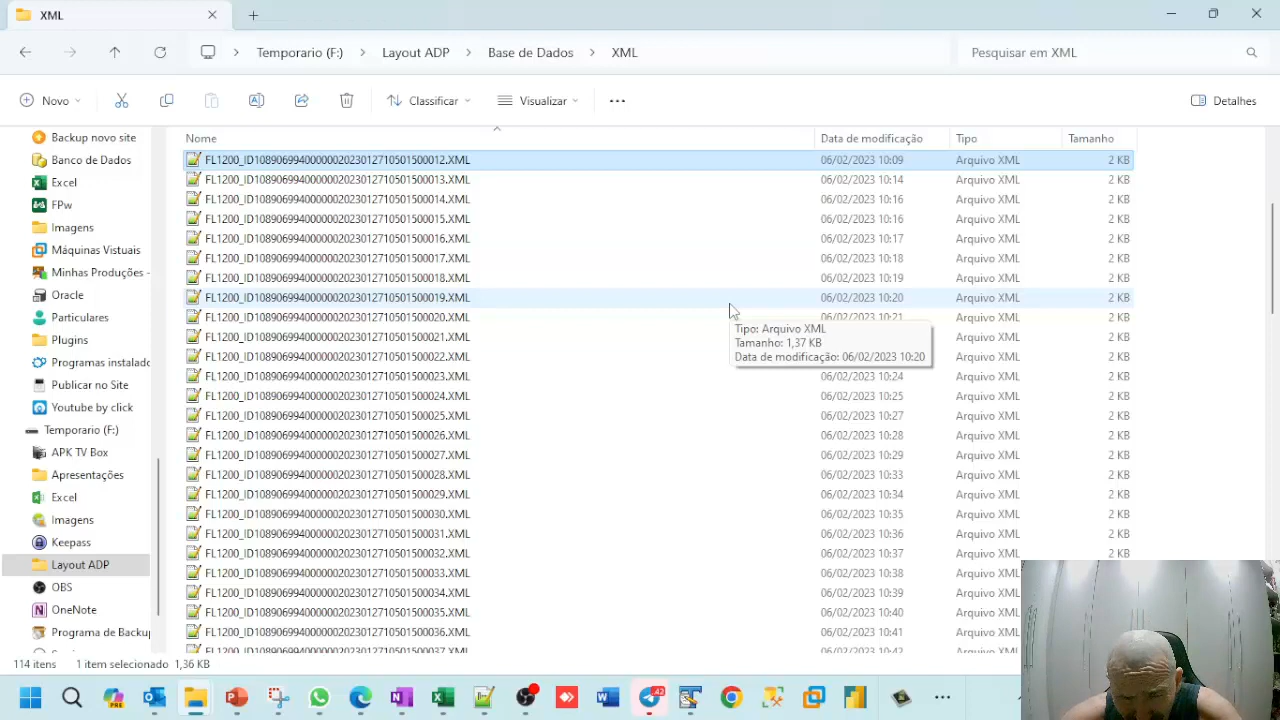 XML
Temporario (F:) > Layout ADP > Base de Dados > XML
Pesquisar em XML
Novo
Classificar
Visualizar
Detalhes
Backup novo site
Banco de Dados
Excel
FPw
Imagens
Máquinas Vistuais
Minhas Produções -
Oracle
Particulares
Plugins
Programas instalado
Publicar no Site
Youtube by click
Temporario (F:)
APK TV Box
Apresentações
Excel
Imagens
Keepass
Layout ADP
OBS
OneNote
Programa de Backup
Nome Data de modificação Tipo Tamanho
FL1200_ID1089069940000002023012710501500012.XML 06/02/2023 10:09 Arquivo XML 2 KB
FL1200_ID1089069940000002023012710501500013.XML 06/02/2023 10:14 Arquivo XML 2 KB
FL1200_ID1089069940000002023012710501500014.XML 06/02/2023 10:16 Arquivo XML 2 KB
FL1200_ID1089069940000002023012710501500015.XML 06/02/2023 10:16 Arquivo XML 2 KB
FL1200_ID1089069940000002023012710501500016.XML 06/02/2023 10:17 Arquivo XML 2 KB
FL1200_ID1089069940000002023012710501500017.XML 06/02/2023 10:18 Arquivo XML 2 KB
FL1200_ID1089069940000002023012710501500018.XML 06/02/2023 10:19 Arquivo XML 2 KB
FL1200_ID1089069940000002023012710501500019.XML 06/02/2023 10:20 Arquivo XML 2 KB
FL1200_ID1089069940000002023012710501500020.XML 06/02/2023 10:21 Arquivo XML 2 KB
FL1200_ID1089069940000002023012710501500021.XML Arquivo XML 2 KB
FL1200_ID1089069940000002023012710501500022.XML Arquivo XML 2 KB
FL1200_ID1089069940000002023012710501500023.XML 06/02/2023 10:24 Arquivo XML 2 KB
FL1200_ID1089069940000002023012710501500024.XML 06/02/2023 10:25 Arquivo XML 2 KB
FL1200_ID1089069940000002023012710501500025.XML 06/02/2023 10:27 Arquivo XML 2 KB
FL1200_ID1089069940000002023012710501500026.XML 06/02/2023 10:28 Arquivo XML 2 KB
FL1200_ID1089069940000002023012710501500027.XML 06/02/2023 10:29 Arquivo XML 2 KB
FL1200_ID1089069940000002023012710501500028.XML 06/02/2023 10:33 Arquivo XML 2 KB
FL1200_ID1089069940000002023012710501500029.XML 06/02/2023 10:34 Arquivo XML 2 KB
FL1200_ID1089069940000002023012710501500030.XML 06/02/2023 10:35 Arquivo XML 2 KB
FL1200_ID1089069940000002023012710501500031.XML 06/02/2023 10:36 Arquivo XML 2 KB
FL1200_ID1089069940000002023012710501500032.XML 06/02/2023 10:37 Arquivo XML 2 KB
FL1200_ID1089069940000002023012710501500033.XML 06/02/2023 10:38 Arquivo XML
FL1200_ID1089069940000002023012710501500034.XML 06/02/2023 10:39 Arquivo XML
FL1200_ID1089069940000002023012710501500035.XML 06/02/2023 10:40 Arquivo XML
FL1200_ID1089069940000002023012710501500036.XML 06/02/2023 10:41 Arquivo XML
Tipo: Arquivo XML
Tamanho: 1,37 KB
Data de modificação: 06/02/2023 10:20
114 itens 1 item selecionado 1,36 KB
PRE
42